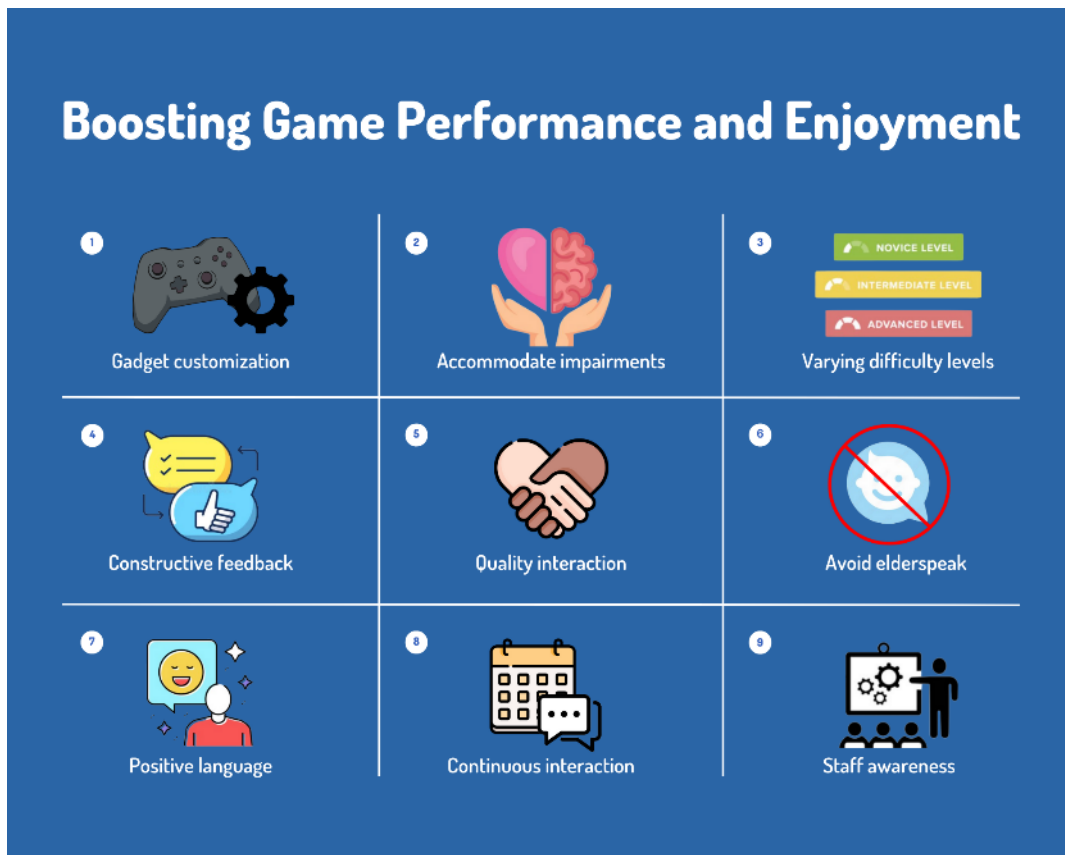 Boosting Game Performance and Enjoyment
1
Gadget customization
2
Accommodate impairments
3
NOVICE LEVEL
INTERMEDIATE LEVEL
ADVANCED LEVEL
Varying difficulty levels
4
Constructive feedback
5
Quality interaction
6
Avoid elderspeak
7
Positive language
8
Continuous interaction
9
Staff awareness